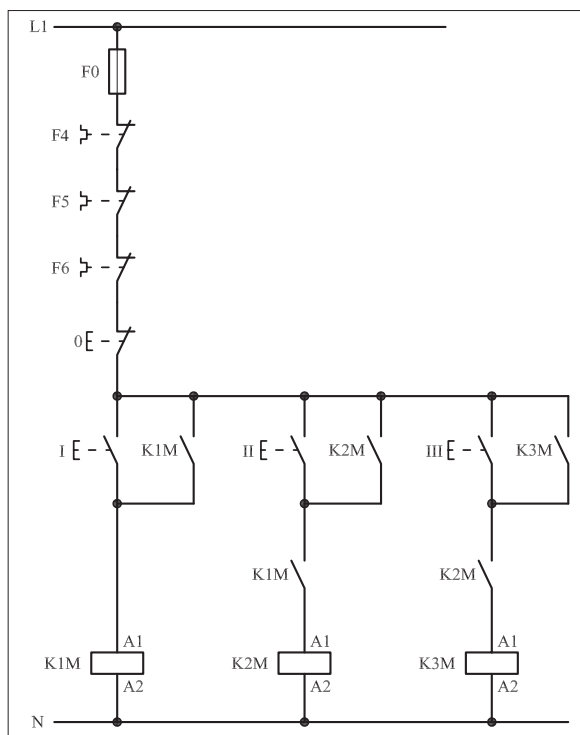 L1
F0
F4
F5
F6
0
I K1M II K2M III K3M
K1M K2M
A1 A1 A1
K1M K2M K3M
A2 A2 A2
N